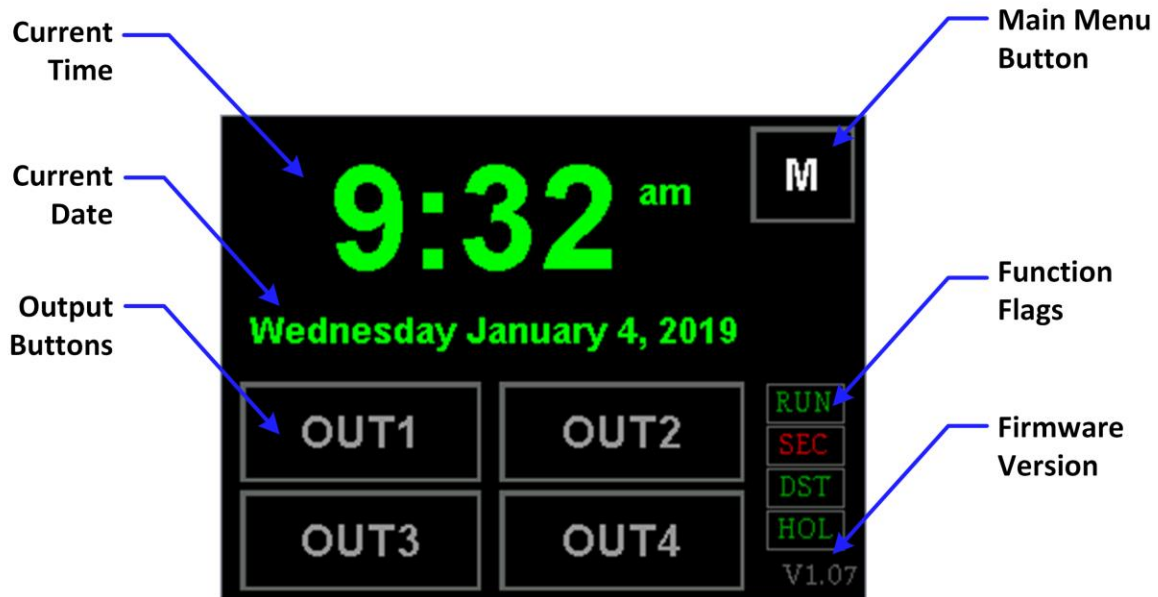 Current
Time
Main Menu
Button
Current
Date
Output
Buttons
9:32 am
M
Wednesday January 4, 2019
OUT1
OUT2
OUT3
OUT4
RUN
SEC
DST
HOL
V1.07
Function
Flags
Firmware
Version